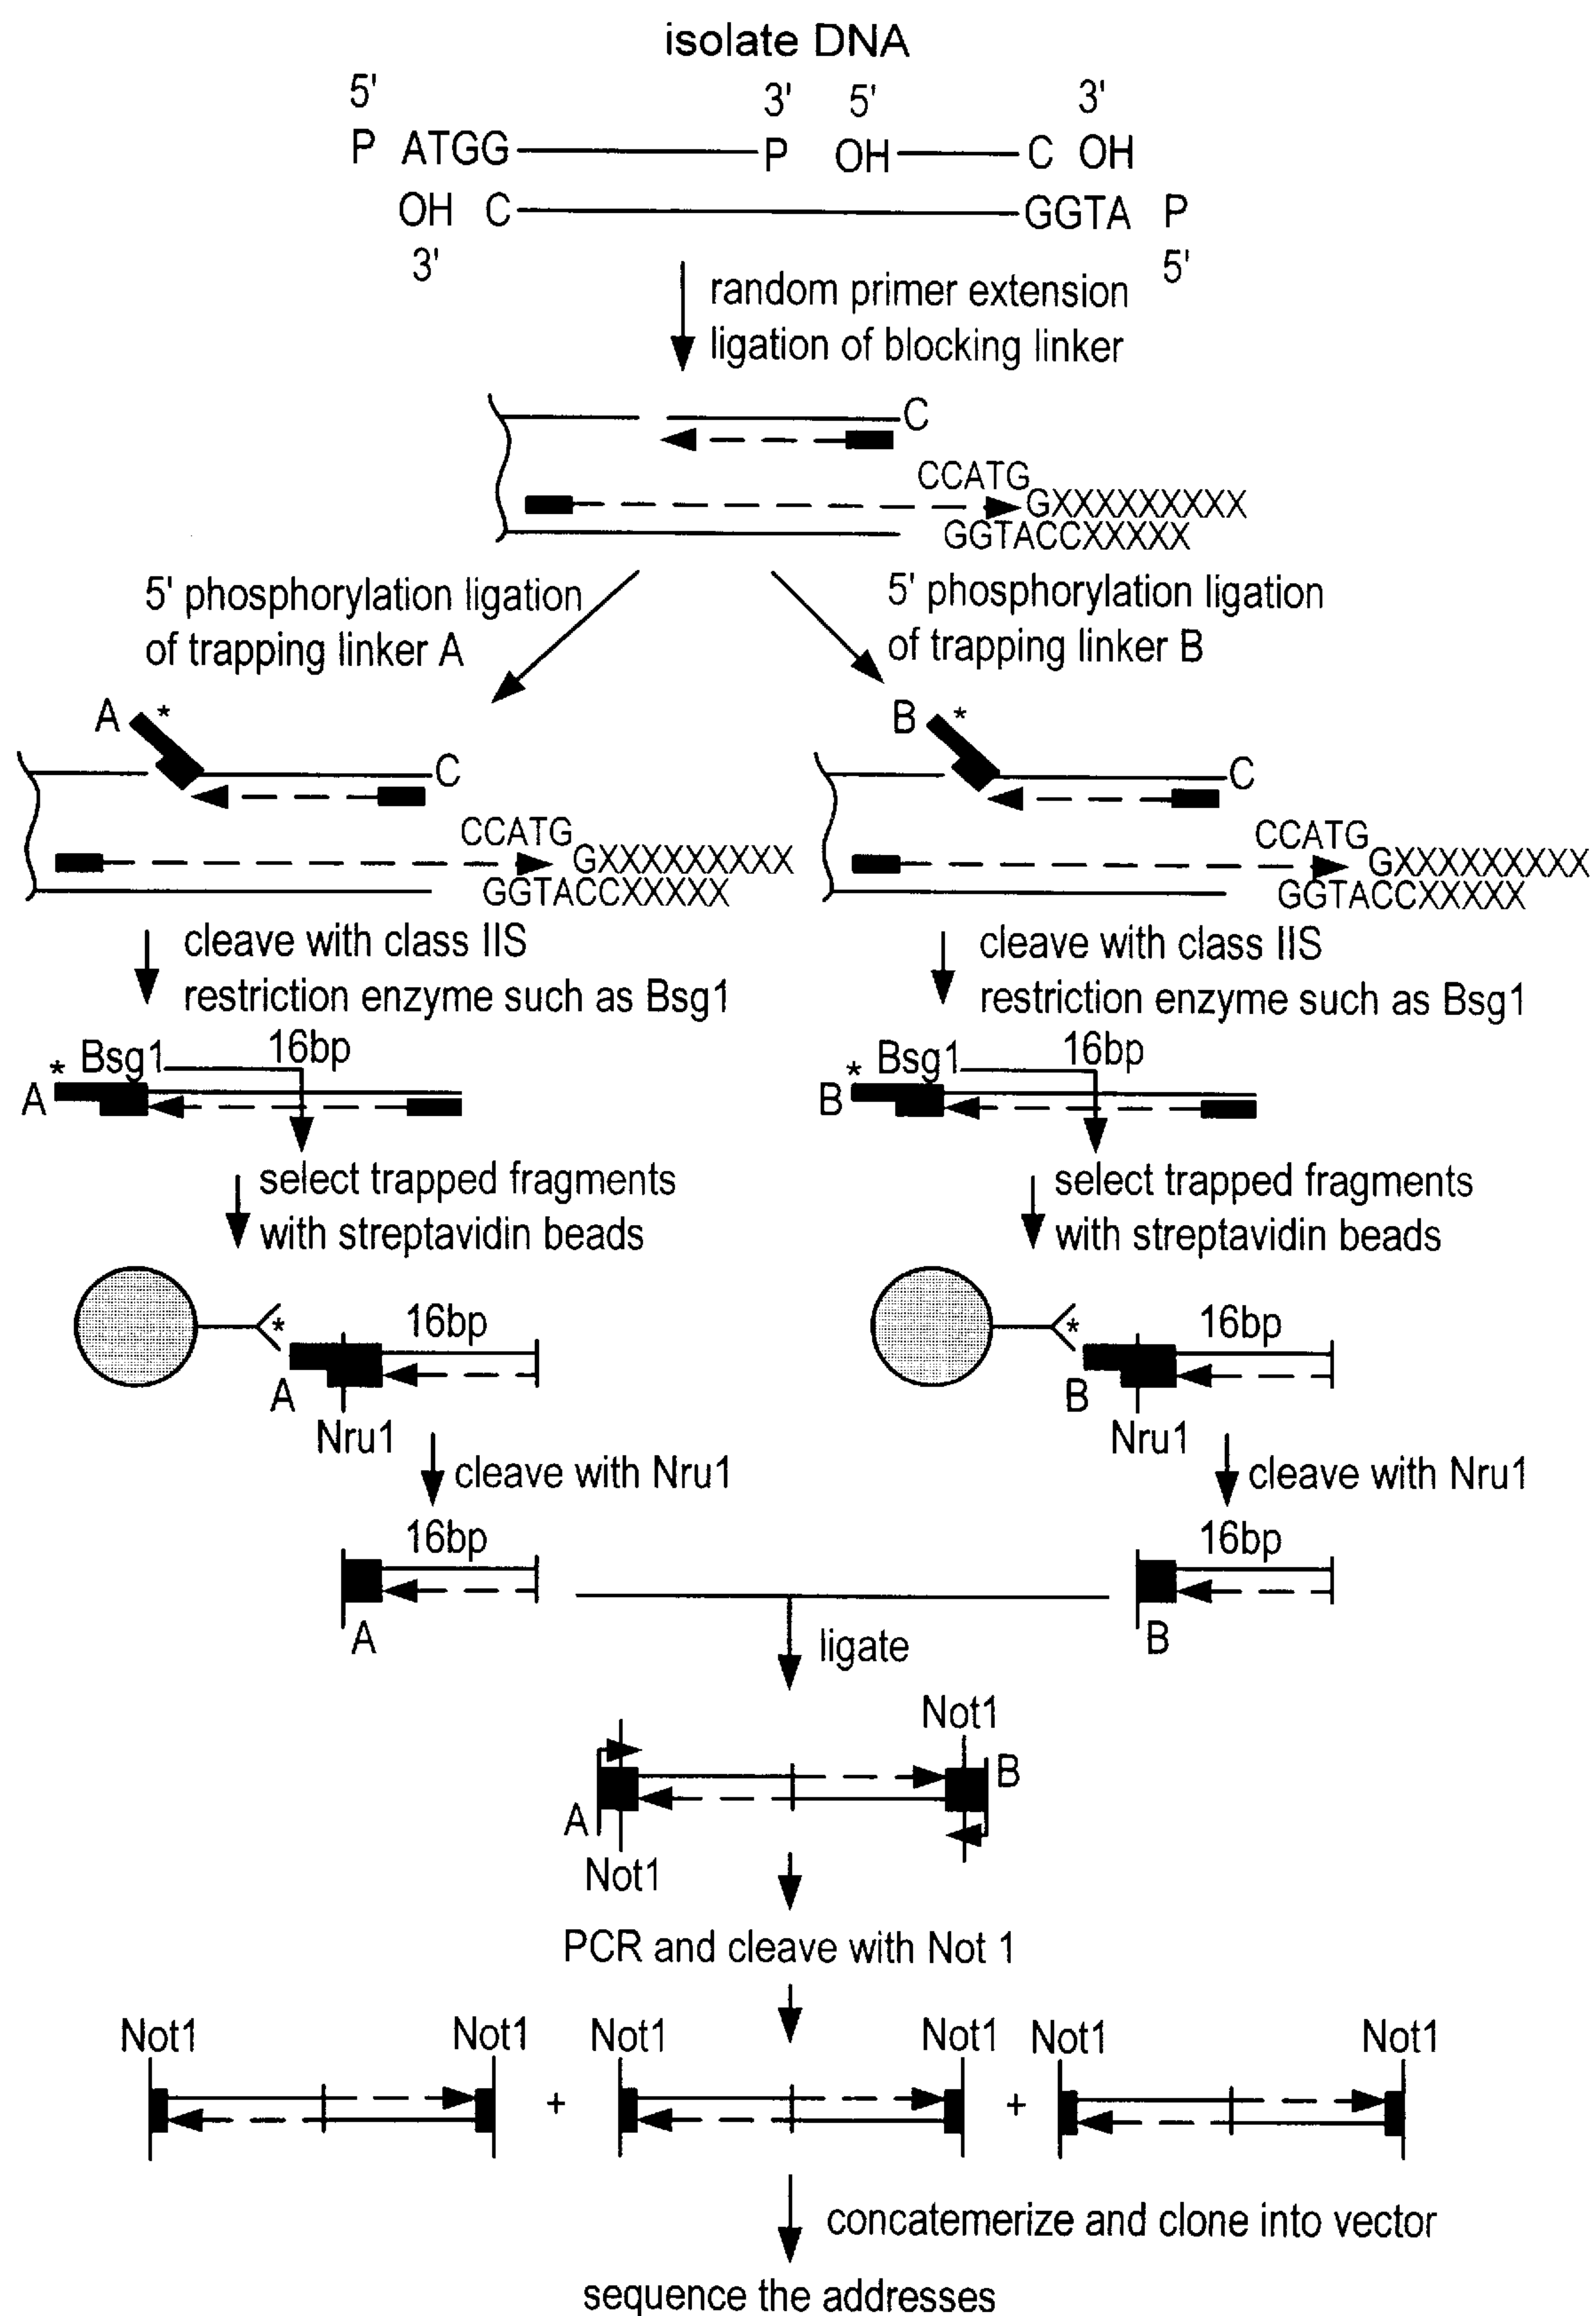 isolate DNA
5' 3' 5' 3'
P ATGG P OH C OH
OH C GGTA P
3' 5'
random primer extension
ligation of blocking linker
C
CCATG
GXXXXXXXXX
GGTACCXXXXX
5' phosphorylation ligation
of trapping linker A
5' phosphorylation ligation
of trapping linker B
A * B *
C C
CCATG CCATG
GXXXXXXXXX GXXXXXXXXX
GGTACCXXXXX GGTACCXXXXX
cleave with class IIS
restriction enzyme such as Bsg1
cleave with class IIS
restriction enzyme such as Bsg1
* Bsg1 16bp * Bsg1 16bp
A B
select trapped fragments
with streptavidin beads
select trapped fragments
with streptavidin beads
* 16bp * 16bp
A B
Nru1 Nru1
cleave with Nru1 cleave with Nru1
16bp 16bp
A B
ligate
Not1
B
A
Not1
PCR and cleave with Not 1
Not1 Not1 Not1 Not1 Not1 Not1
+ +
concatemerize and clone into vector
sequence the addresses